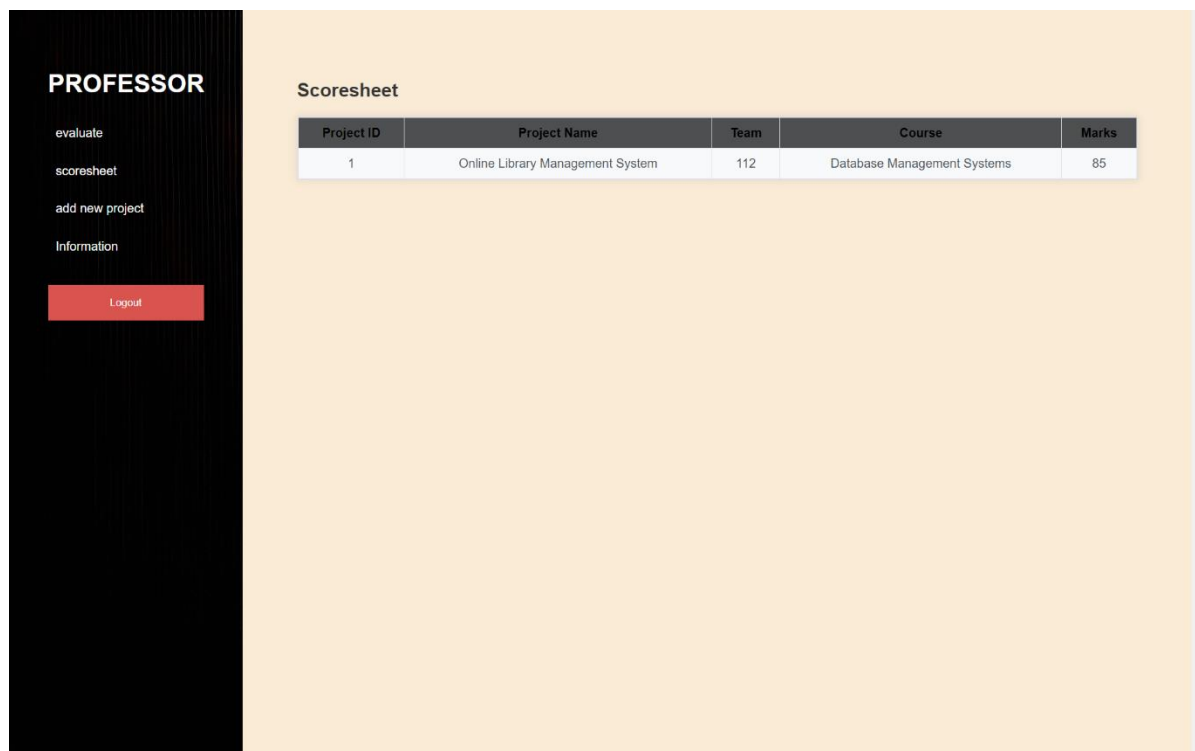 PROFESSOR
evaluate
scoresheet
add new project
Information
Logout
Scoresheet
Project ID Project Name Team Course Marks
1 Online Library Management System 112 Database Management Systems 85